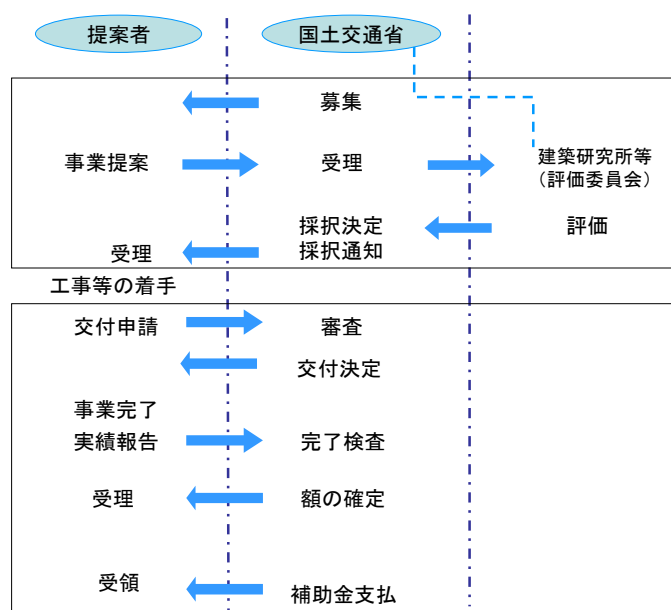 提案者
国土交通省
募集
事業提案
受理
建築研究所等
（評価委員会）
採択決定
評価
受理
採択通知
工事等の着手
交付申請
審査
交付決定
事業完了
実績報告
完了検査
受理
額の確定
受領
補助金支払